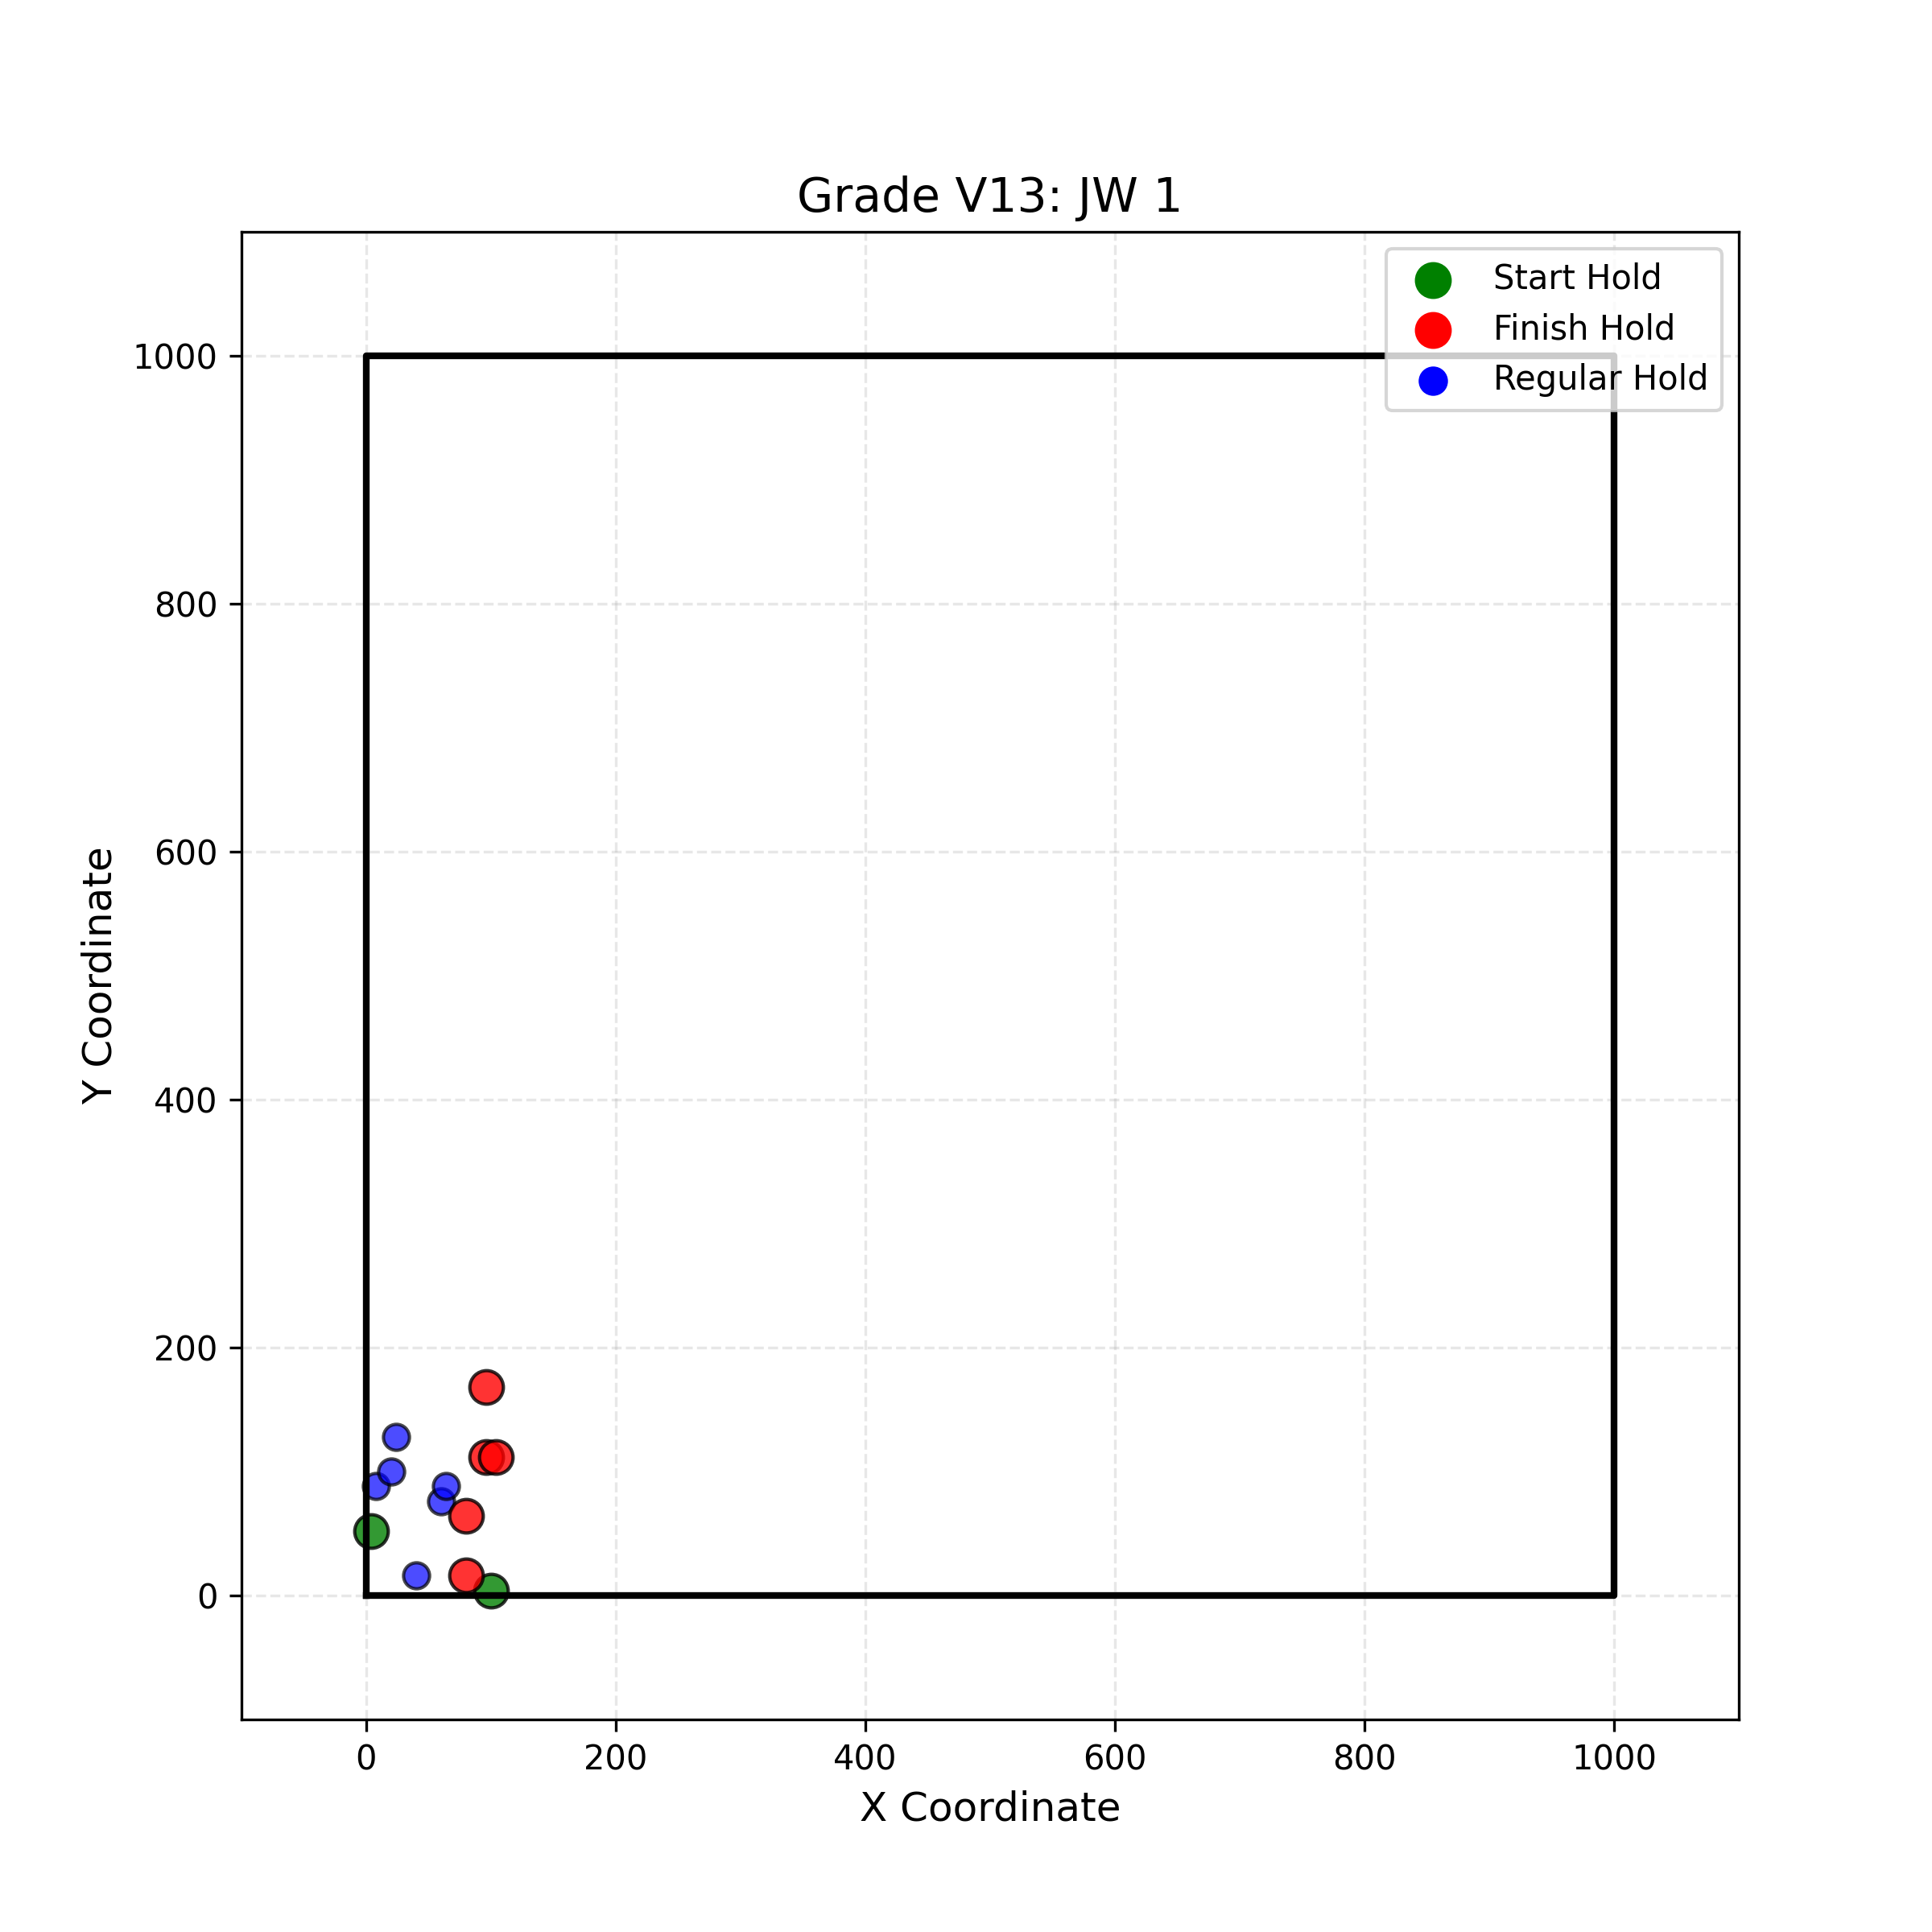 Grade V13: JW 1
Start Hold
Finish Hold
Regular Hold
1000
800
600
400
200
0
Y Coordinate
0 200 400 600 800 1000
X Coordinate